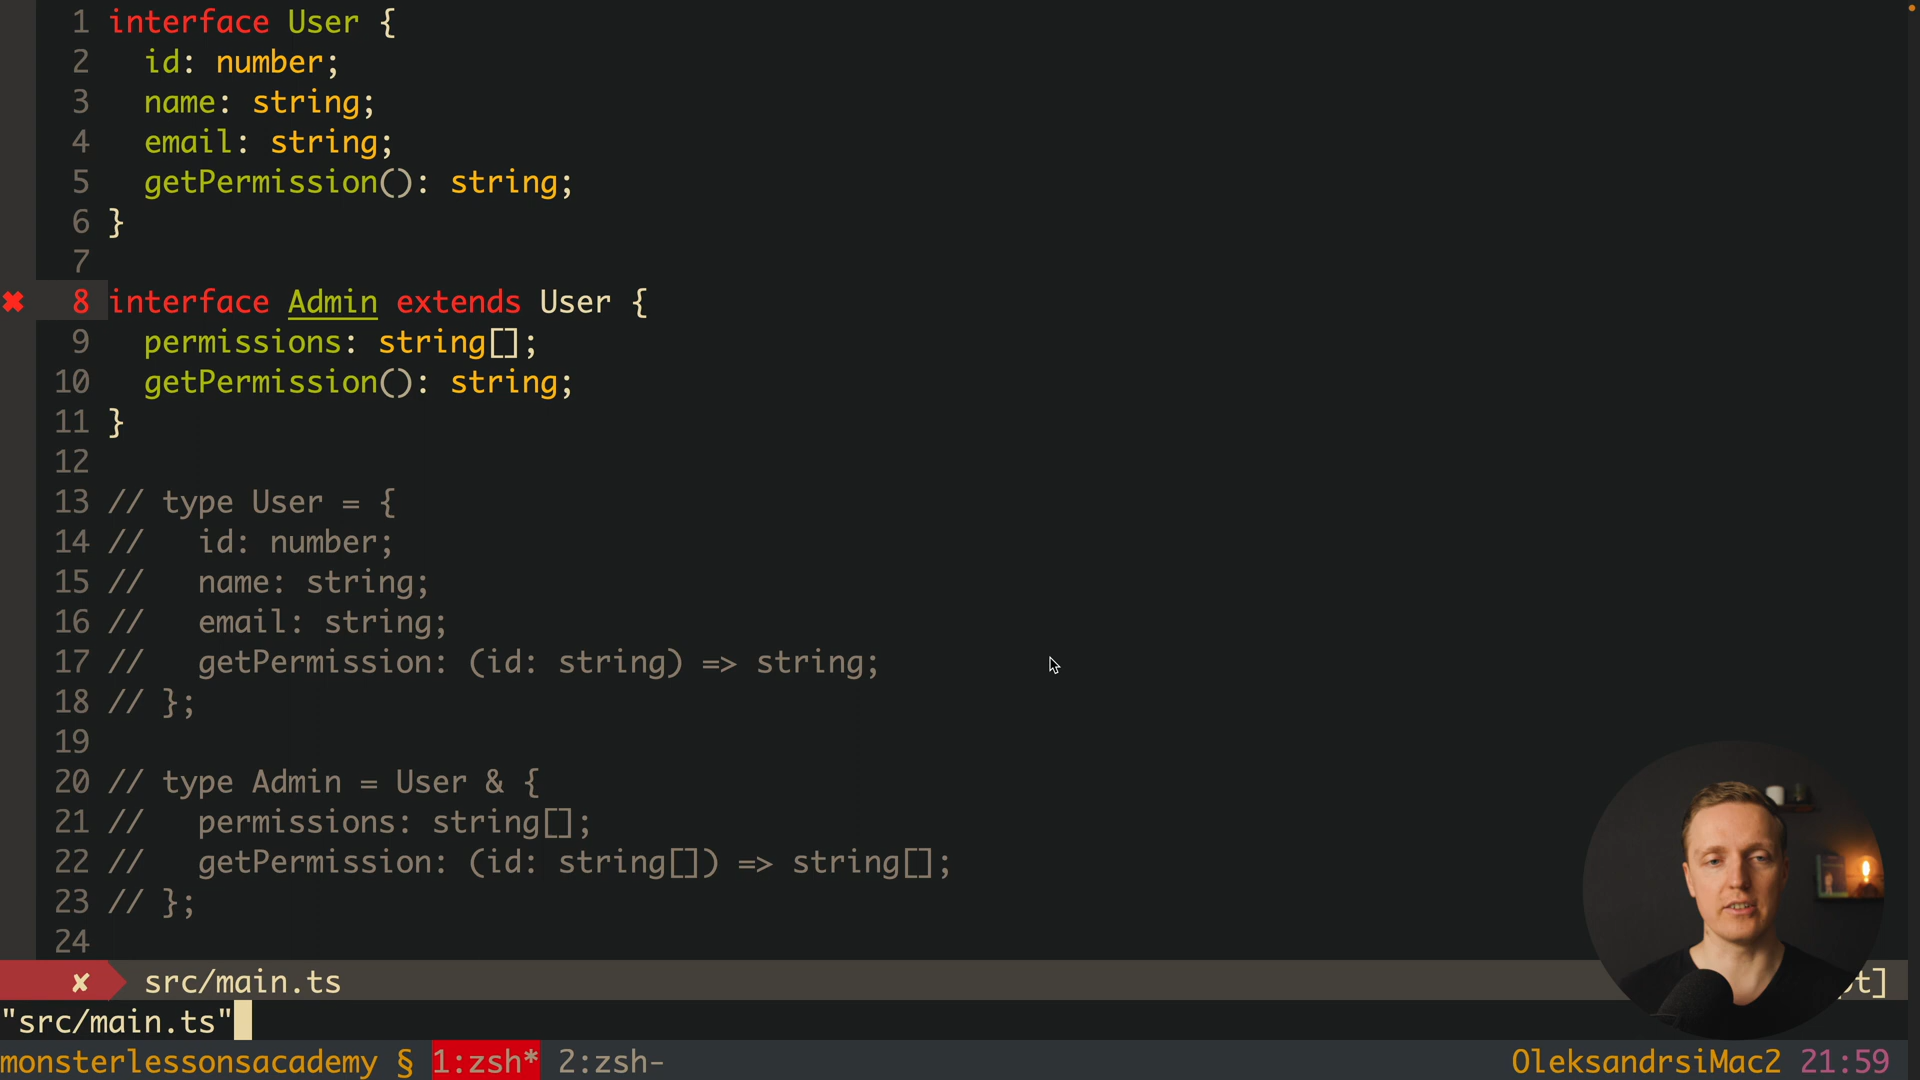 1 interface User {
2   id: number;
3   name: string;
4   email: string;
5   getPermission(): string;
6 }
7
✖ 8 interface Admin extends User {
9   permissions: string[];
10   getPermission(): string;
11 }
12
13 // type User = {
14 //   id: number;
15 //   name: string;
16 //   email: string;
17 //   getPermission: (id: string) => string;
18 // };
19
20 // type Admin = User & {
21 //   permissions: string[];
22 //   getPermission: (id: string[]) => string[];
23 // };
24
✘ src/main.ts
"src/main.ts"
monsterlessonsacademy § 1:zsh* 2:zsh- OleksandrsiMac2 21:59